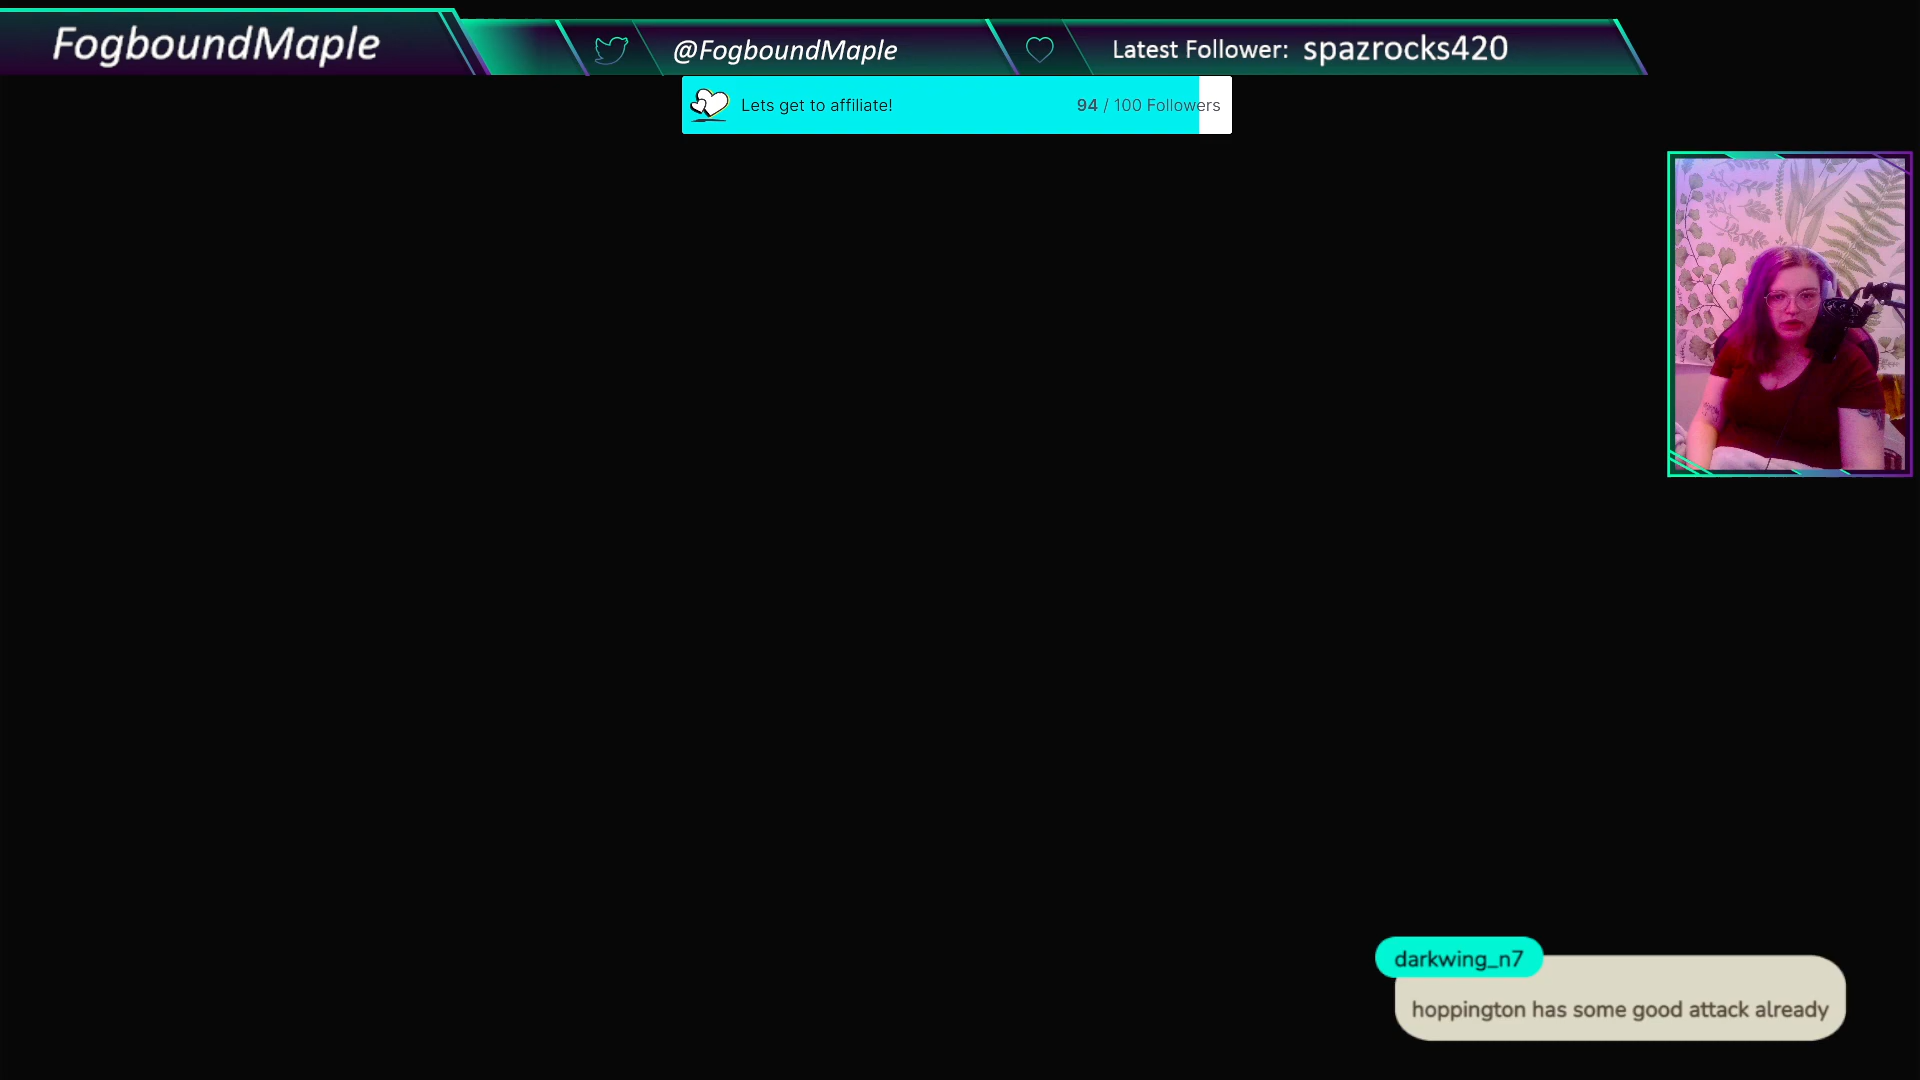 FogboundMaple
@FogboundMaple
Latest Follower: spazrocks420
Lets get to affiliate!
94 / 100 Followers
darkwing_n7
hoppington has some good attack already